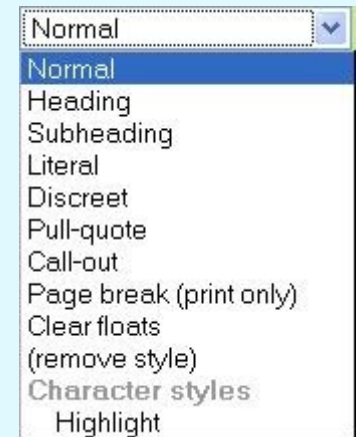 Normal
Normal
Heading
Subheading
Literal
Discreet
Pull-quote
Call-out
Page break (print only)
Clear floats
(remove style)
Character styles
Highlight